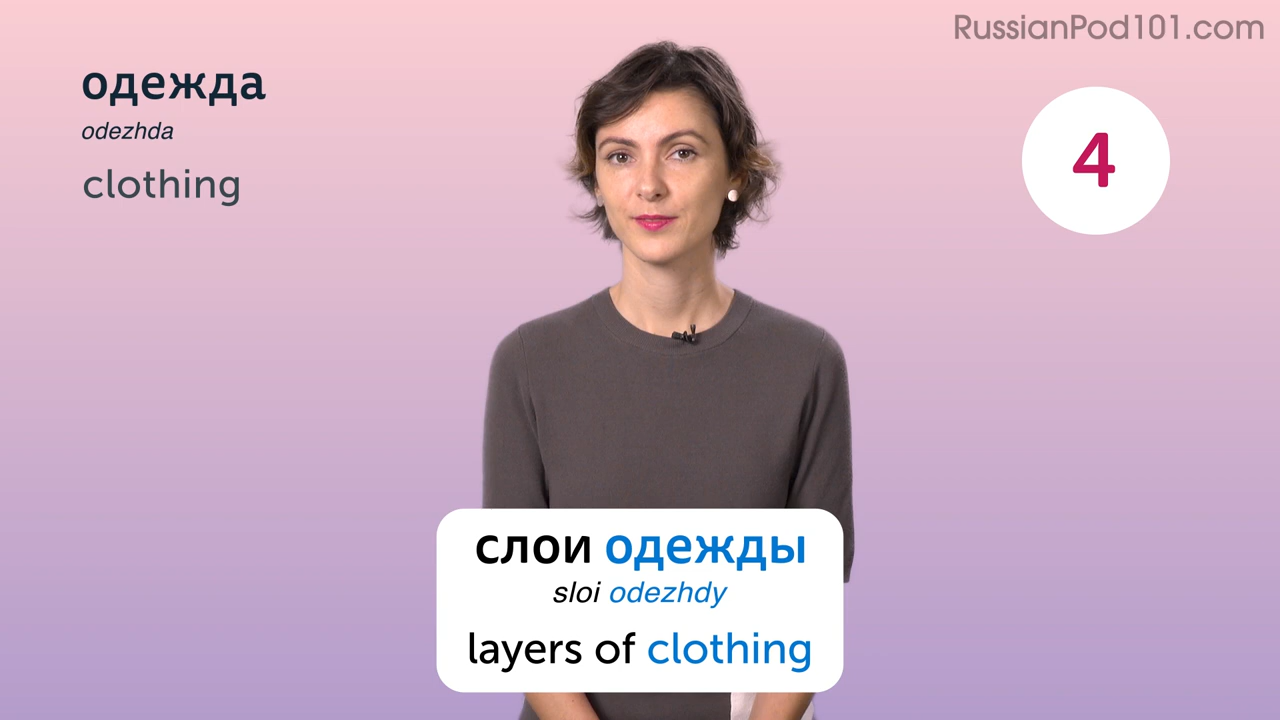 RussianPod101.com
одежда
odezhda
clothing
4
слои одежды
sloi odezhdy
layers of clothing